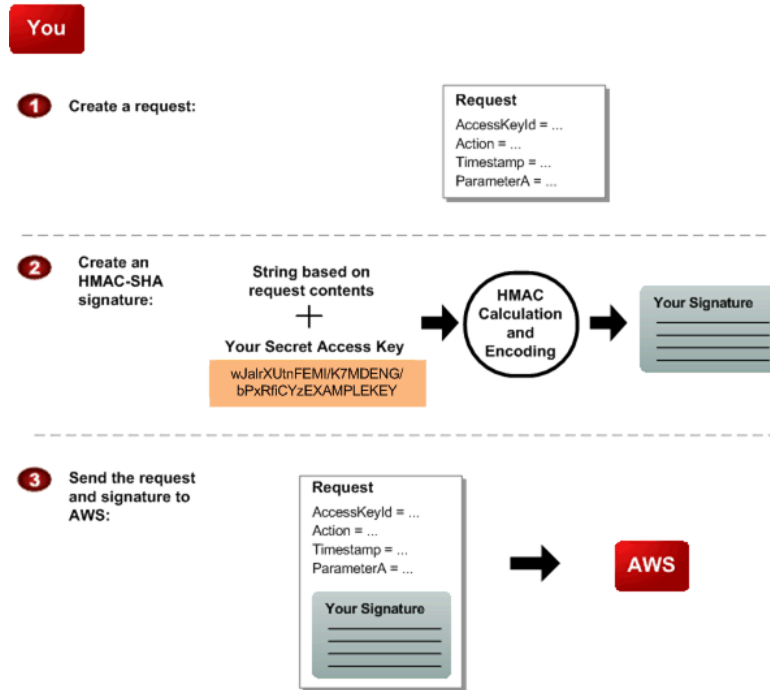 You
1 Create a request:
Request
AccessKeyId = ...
Action = ...
Timestamp = ...
ParameterA = ...
2 Create an
HMAC-SHA
signature:
String based on
request contents
+
Your Secret Access Key
wJalrXUtnFEMI/K7MDENG/
bPxRfiCYzEXAMPLEKEY
HMAC
Calculation
and
Encoding
Your Signature
3 Send the request
and signature to
AWS:
Request
AccessKeyId = ...
Action = ...
Timestamp = ...
ParameterA = ...
Your Signature
AWS